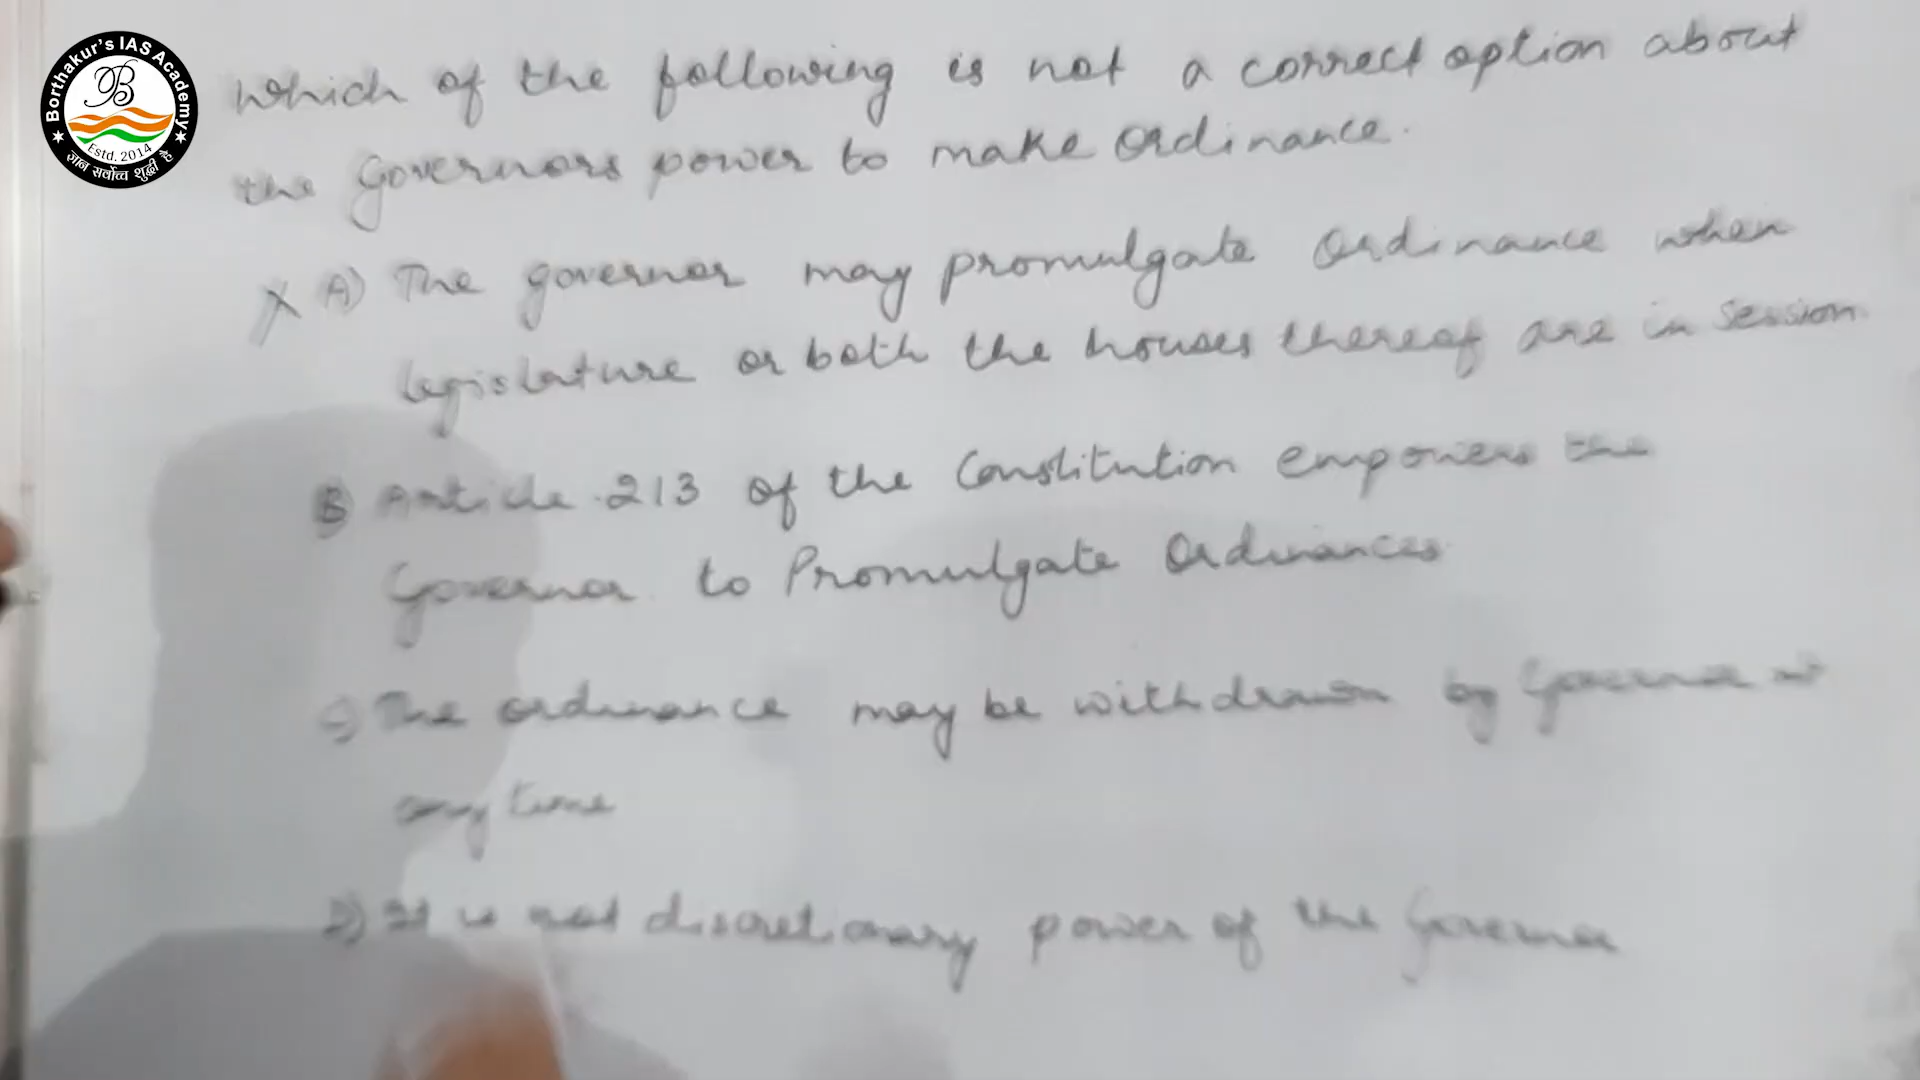 Borthakur's IAS Academy
B
Estd. 2014
ज्ञान सर्वोच्च शुद्धी है
which of the following is not a correct option about
the Governors power to make Ordinance.
X A) The governor may promulgate Ordinance when
legislature or both the houses thereof are in session.
B) Article 213 of the Constitution empowers the
Governor to Promulgate Ordinances
C) The ordinance may be withdrawn by Governor at
any time
D) It is not discretionary power of the Governor